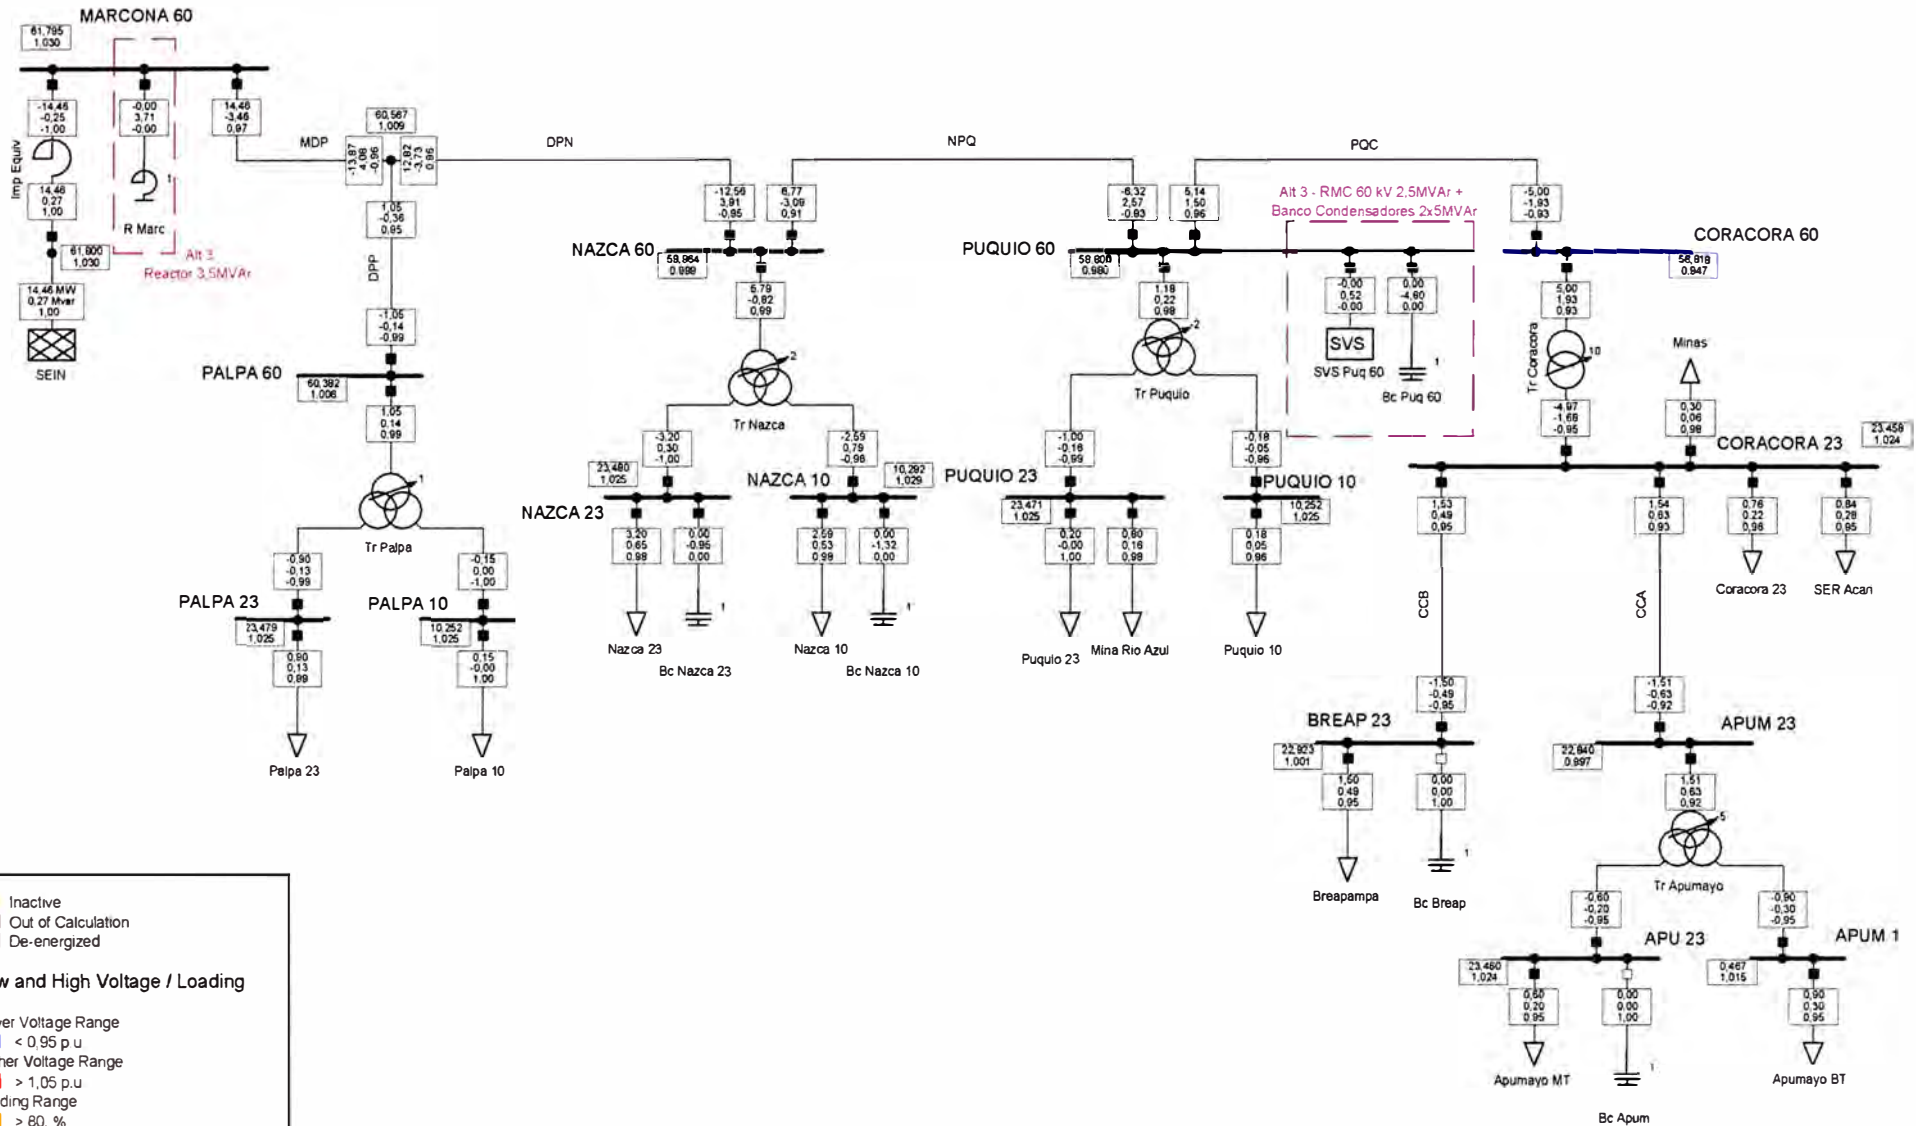 MARCONA 60
61,795
1,030
-14,46
-0,25
-1,00
-0,00
3,71
-0,00
14,46
-3,46
0,97
Imp Equiv
14,46
0,27
1,00
1
R Marc
61,800
1,030
Alt 3
Reactor 3,5MVAr
14,46 MW
0,27 Mvar
1,00
SEIN
MDP
60,567
1,009
-13,87
4,08
-0,96
12,82
-3,73
0,96
DPN
1,05
-0,36
0,95
DPP
-1,05
-0,14
-0,99
PALPA 60
60,382
1,006
1,05
0,14
0,99
1
Tr Palpa
-0,90
-0,13
-0,99
-0,15
0,00
-1,00
PALPA 23
23,479
1,025
PALPA 10
10,252
1,025
0,90
0,13
0,99
0,15
-0,00
1,00
Palpa 23
Palpa 10
-12,56
3,91
-0,95
6,77
-3,09
0,91
NAZCA 60
59,864
0,999
5,79
-0,82
0,99
-2
Tr Nazca
-3,20
0,30
-1,00
-2,59
0,79
-0,96
23,480
1,025
NAZCA 23
NAZCA 10
10,292
1,029
3,20
0,65
0,98
0,00
-0,95
0,00
2,59
0,53
0,98
0,00
-1,32
0,00
1
1
Nazca 23
Bc Nazca 23
Nazca 10
Bc Nazca 10
NPQ
-6,32
2,57
-0,93
5,14
1,50
0,96
PUQUIO 60
58,800
0,980
1,18
0,22
0,98
-2
Tr Puquio
-1,00
-0,16
-0,99
-0,18
-0,05
-0,96
PUQUIO 23
23,471
1,025
PUQUIO 10
10,252
1,025
0,20
-0,00
1,00
0,80
0,16
0,98
0,18
0,05
0,96
Puquio 23
Mina Rio Azul
Puquio 10
PQC
Alt 3 - RMC 60 kV 2,5MVAr +
Banco Condensadores 2x5MVAr
-0,00
0,52
-0,00
0,00
-4,80
0,00
SVS
SVS Puq 60
1
Bc Puq 60
-5,00
-1,93
-0,93
CORACORA 60
56,818
0,947
5,00
1,93
0,93
10
Tr Coracora
Minas
-4,97
-1,68
-0,95
0,30
0,06
0,98
CORACORA 23
23,458
1,024
1,53
0,49
0,95
1,54
0,63
0,93
0,76
0,22
0,96
0,84
0,28
0,95
Coracora 23
SER Acari
CCB
CCA
-1,50
-0,49
-0,95
-1,51
-0,63
-0,92
BREAP 23
22,923
1,001
APUM 23
22,840
0,997
1,50
0,49
0,95
0,00
0,00
1,00
1
Breapampa
Bc Breap
1,51
0,63
0,92
-5
Tr Apumayo
-0,60
-0,20
-0,95
-0,90
-0,30
-0,95
APU 23
23,460
1,024
APUM 1
0,467
1,015
0,60
0,20
0,95
0,00
0,00
1,00
0,90
0,30
0,95
1
Apumayo MT
Bc Apum
Apumayo BT
Inactive
Out of Calculation
De-energized
w and High Voltage / Loading
er Voltage Range
< 0,95 p.u
her Voltage Range
> 1,05 p.u
ding Range
> 80, %